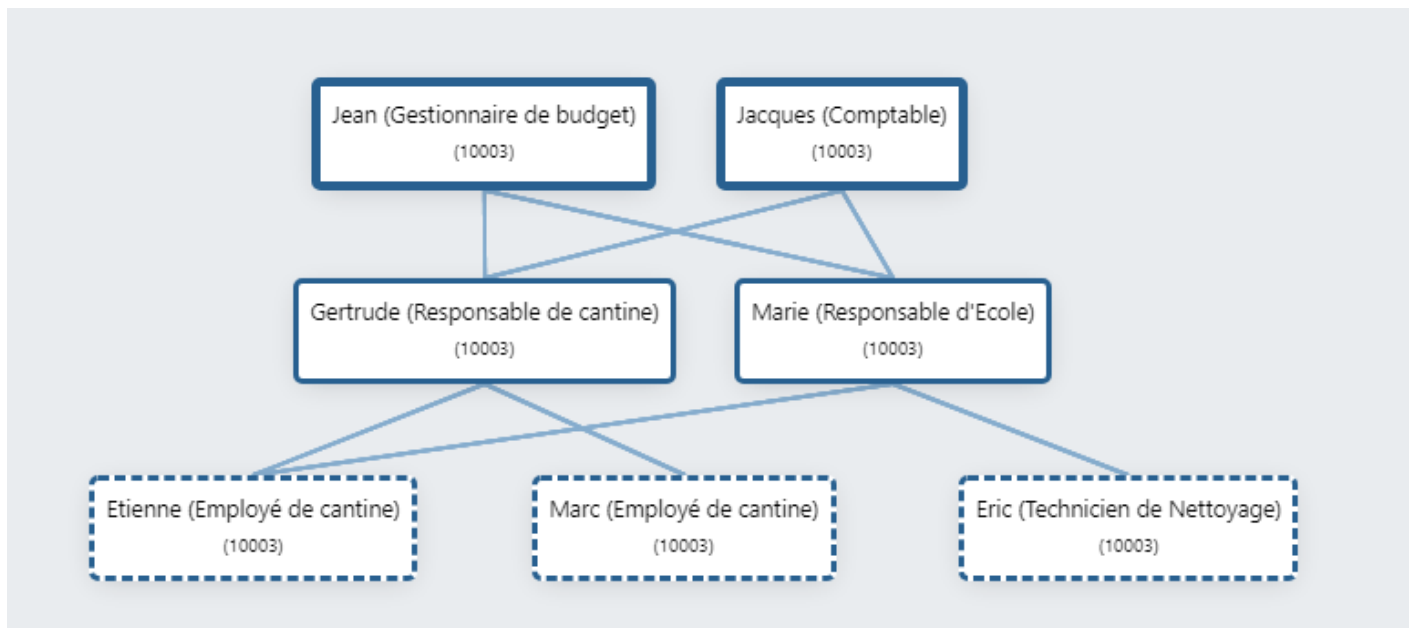 Jean (Gestionnaire de budget)
(10003)
Jacques (Comptable)
(10003)
Gertrude (Responsable de cantine)
(10003)
Marie (Responsable d'Ecole)
(10003)
Etienne (Employé de cantine)
(10003)
Marc (Employé de cantine)
(10003)
Eric (Technicien de Nettoyage)
(10003)